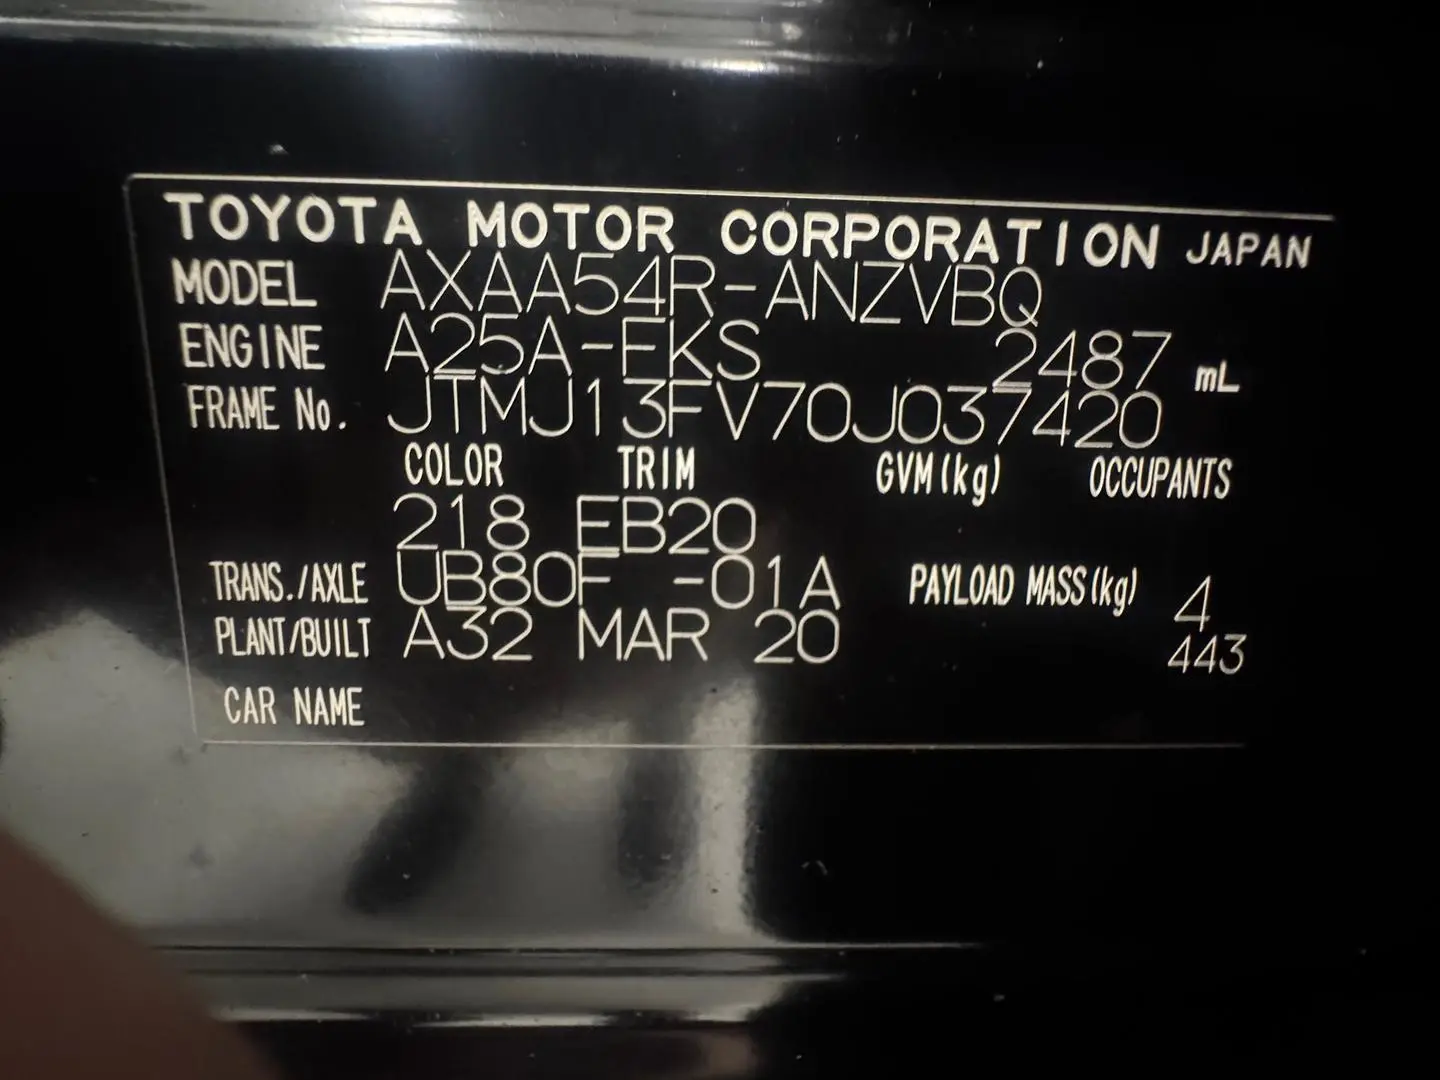 TOYOTA MOTOR CORPORATION JAPAN
MODEL AXAA54R-ANZVBQ
ENGINE A25A-FKS 2487 mL
FRAME No. JTMJ13FV70J037420
COLOR TRIM GVM(kg) OCCUPANTS
218 EB20
TRANS./AXLE UB80F -01A PAYLOAD MASS(kg) 4
PLANT/BUILT A32 MAR 20 443
CAR NAME